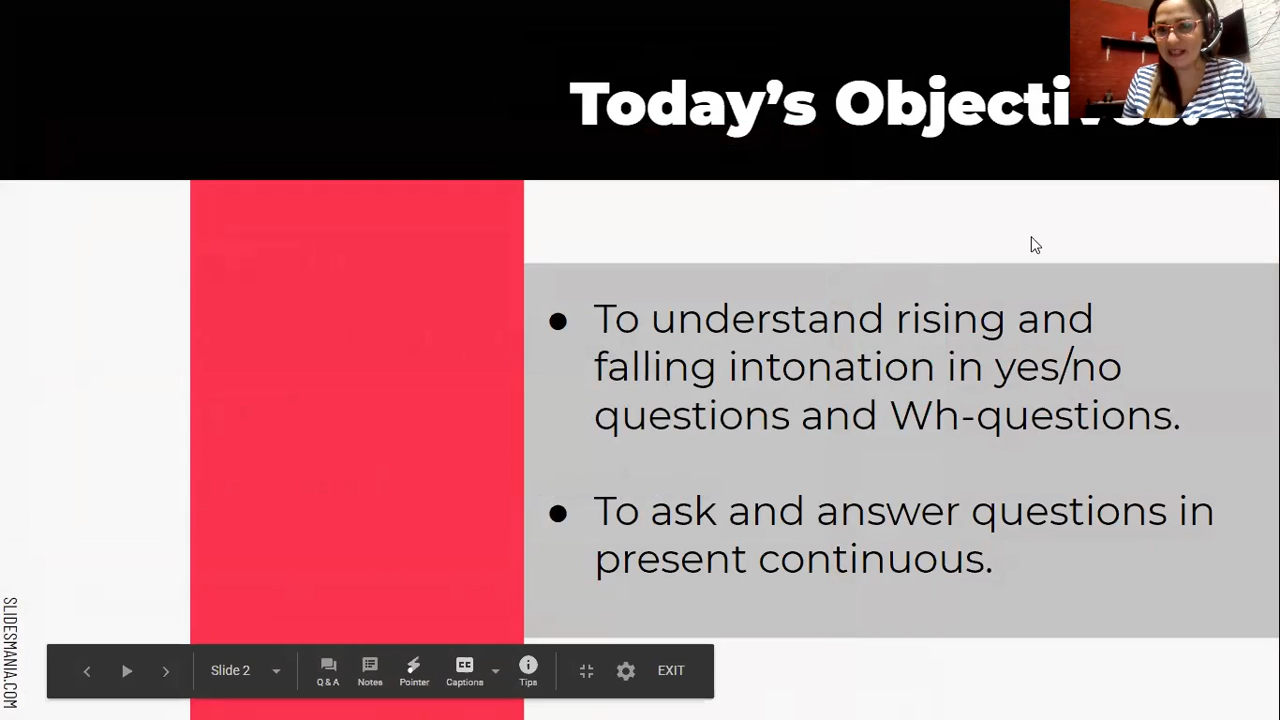 Today's Objectives:
To understand rising and
falling intonation in yes/no
questions and Wh-questions.
To ask and answer questions in
present continuous.
SLIDESMANIA.COM
Slide 2
Q & A
Notes
Pointer
Captions
Tips
EXIT